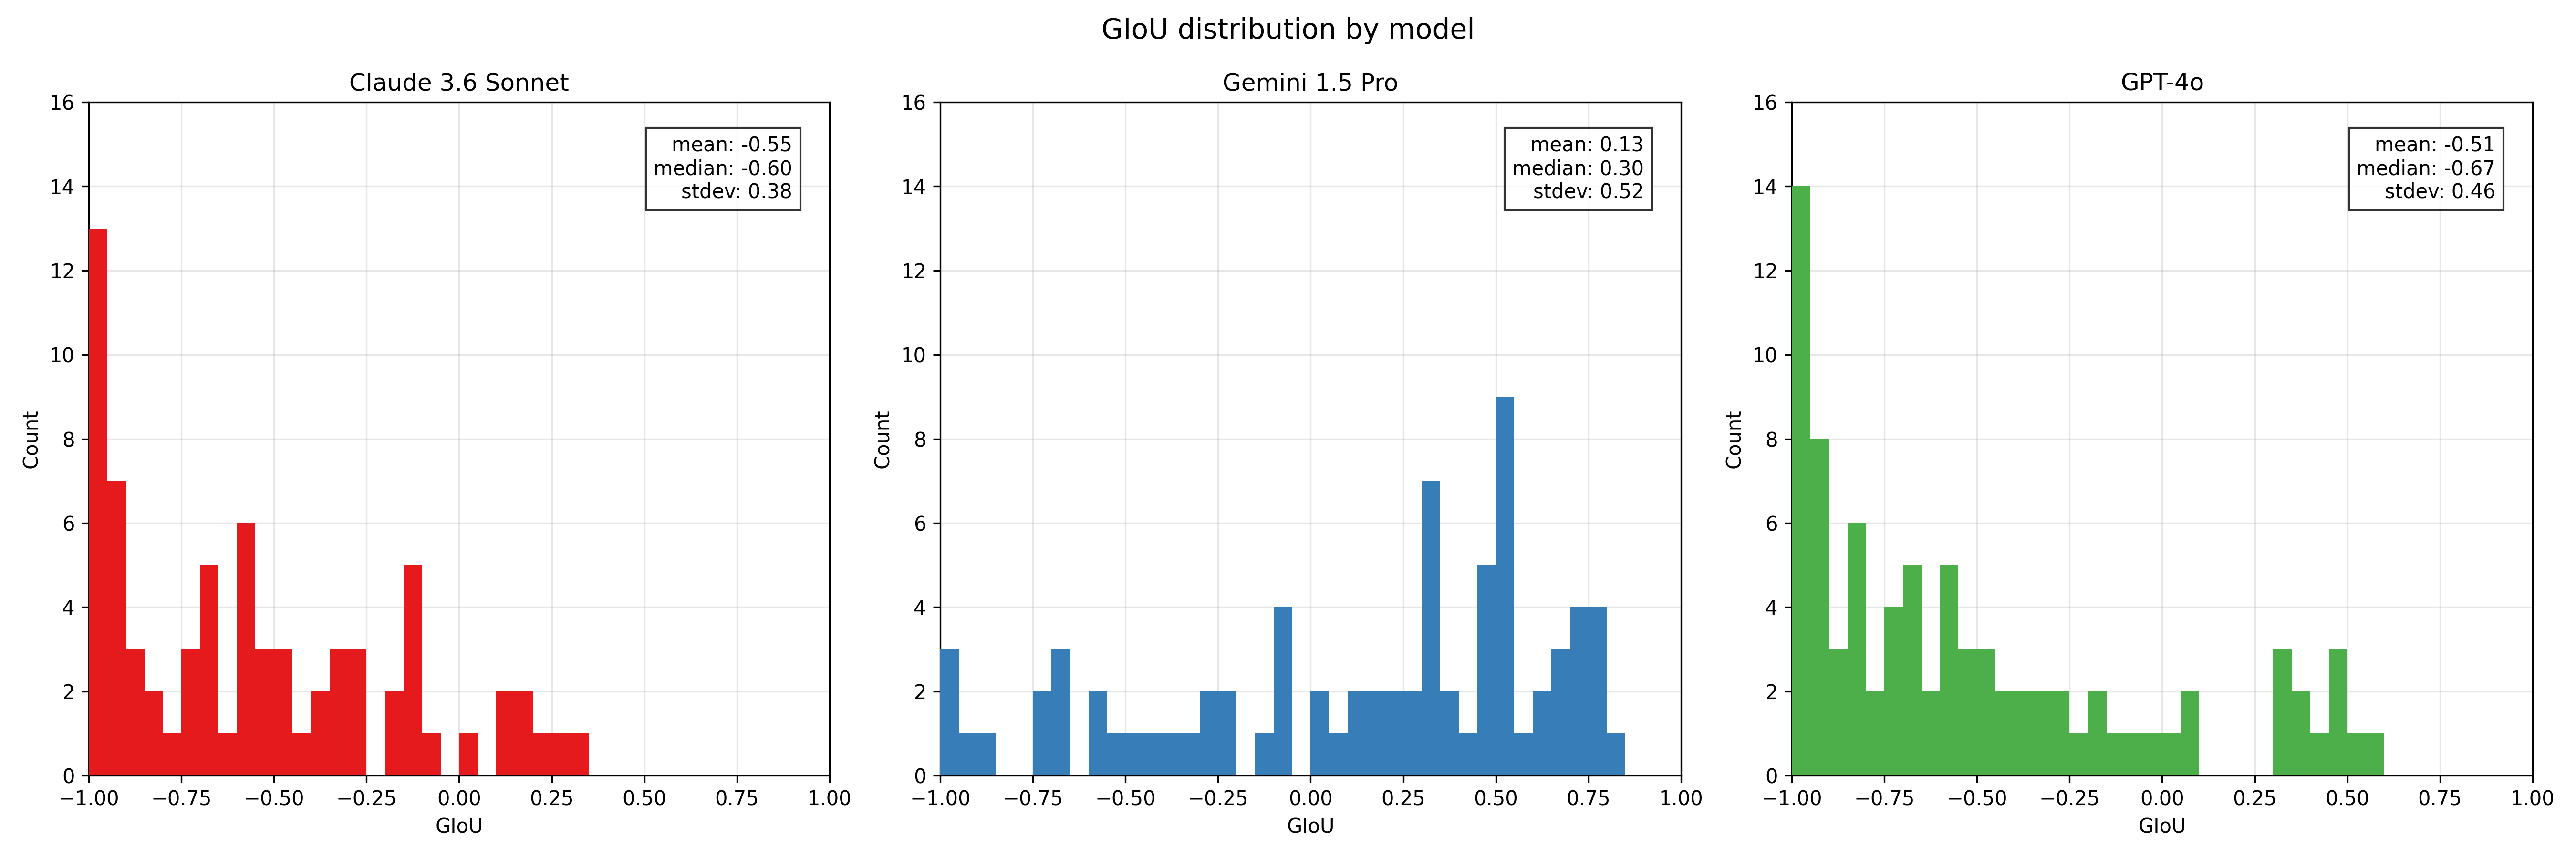 GIoU distribution by model
Claude 3.6 Sonnet
16
14
12
10
8
6
4
2
0
Count
mean: -0.55
median: -0.60
stdev: 0.38
−1.00 −0.75 −0.50 −0.25 0.00 0.25 0.50 0.75 1.00
GIoU
Gemini 1.5 Pro
16
14
12
10
8
6
4
2
0
Count
mean: 0.13
median: 0.30
stdev: 0.52
−1.00 −0.75 −0.50 −0.25 0.00 0.25 0.50 0.75 1.00
GIoU
GPT-4o
16
14
12
10
8
6
4
2
0
Count
mean: -0.51
median: -0.67
stdev: 0.46
−1.00 −0.75 −0.50 −0.25 0.00 0.25 0.50 0.75 1.00
GIoU